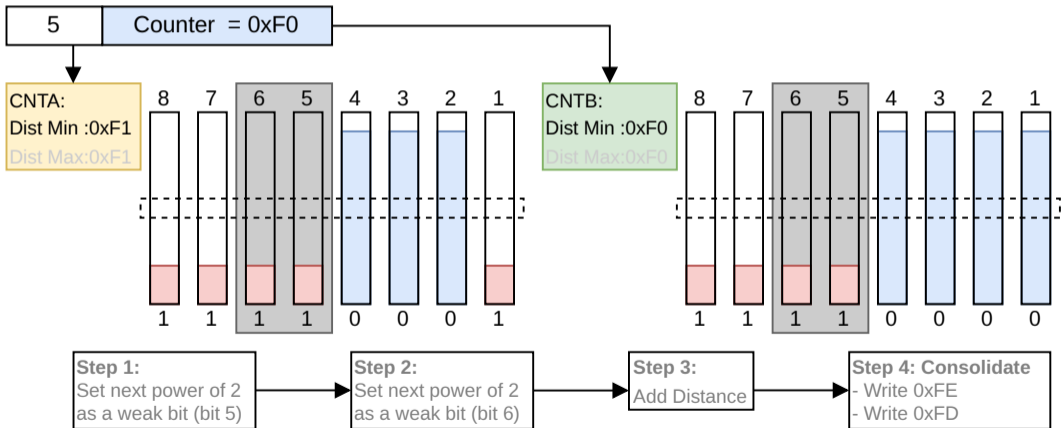 5 Counter = 0xF0
CNTA:
Dist Min :0xF1
Dist Max:0xF1
8 7 6 5 4 3 2 1
1 1 1 1 0 0 0 1
CNTB:
Dist Min :0xF0
Dist Max:0xF0
8 7 6 5 4 3 2 1
1 1 1 1 0 0 0 0
Step 1:
Set next power of 2
as a weak bit (bit 5)
Step 2:
Set next power of 2
as a weak bit (bit 6)
Step 3:
Add Distance
Step 4: Consolidate
- Write 0xFE
- Write 0xFD